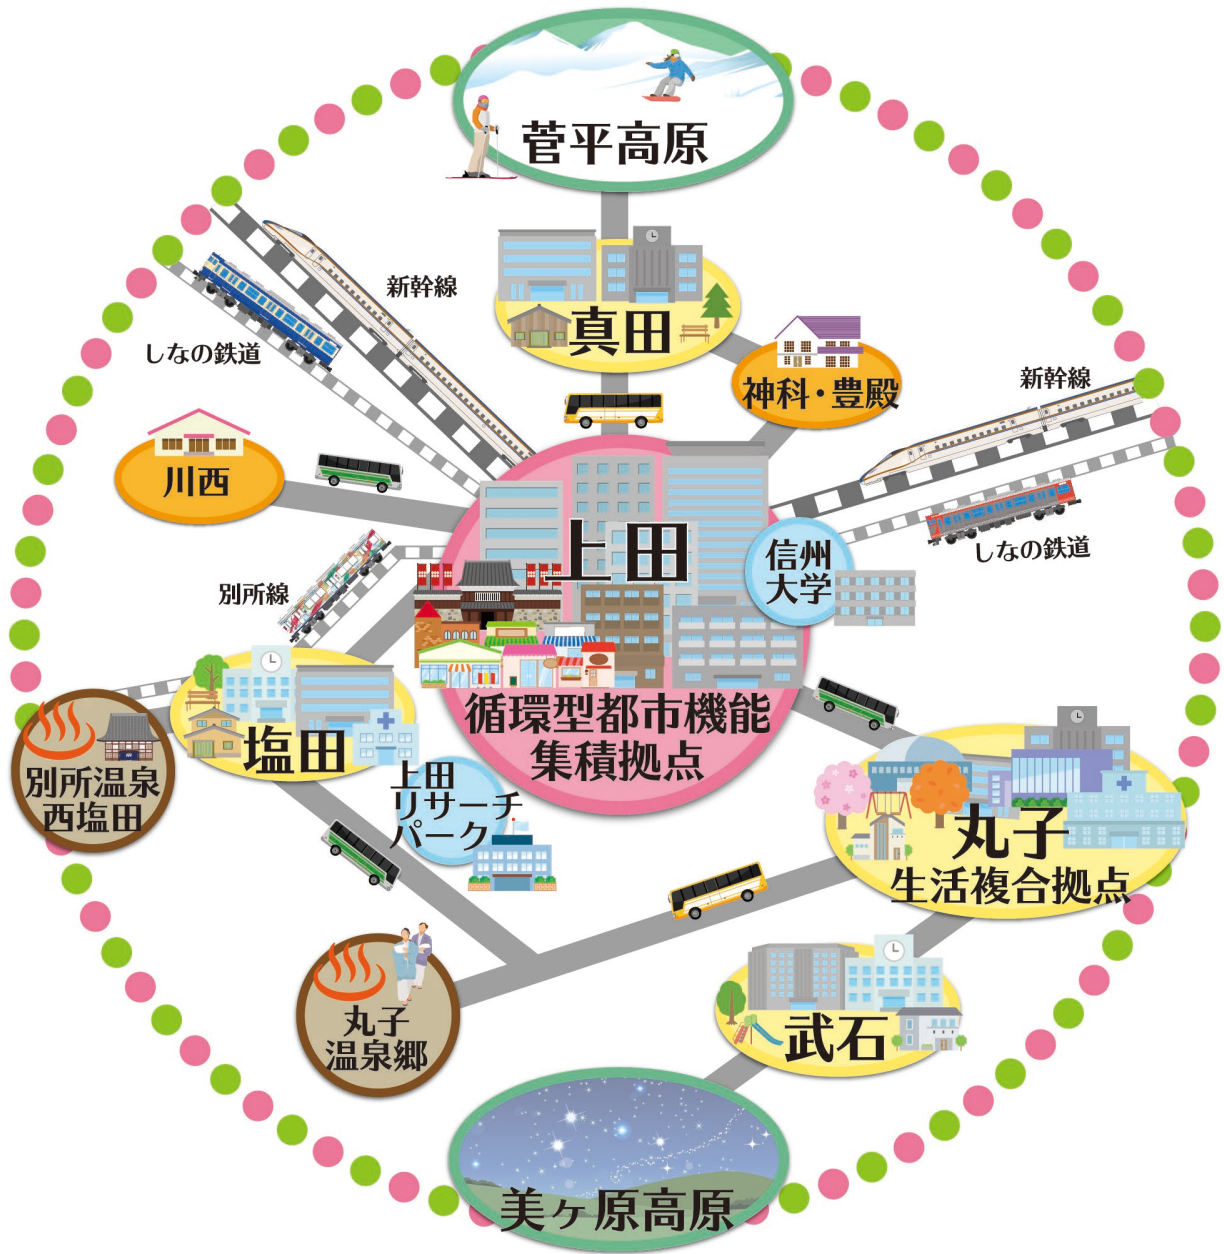 菅平高原
新幹線
しなの鉄道
真田
神科・豊殿
新幹線
しなの鉄道
川西
上田
信州
大学
別所線
循環型都市機能
集積拠点
塩田
別所温泉
西塩田
上田
リサーチ
パーク
丸子
生活複合拠点
丸子
温泉郷
武石
美ヶ原高原